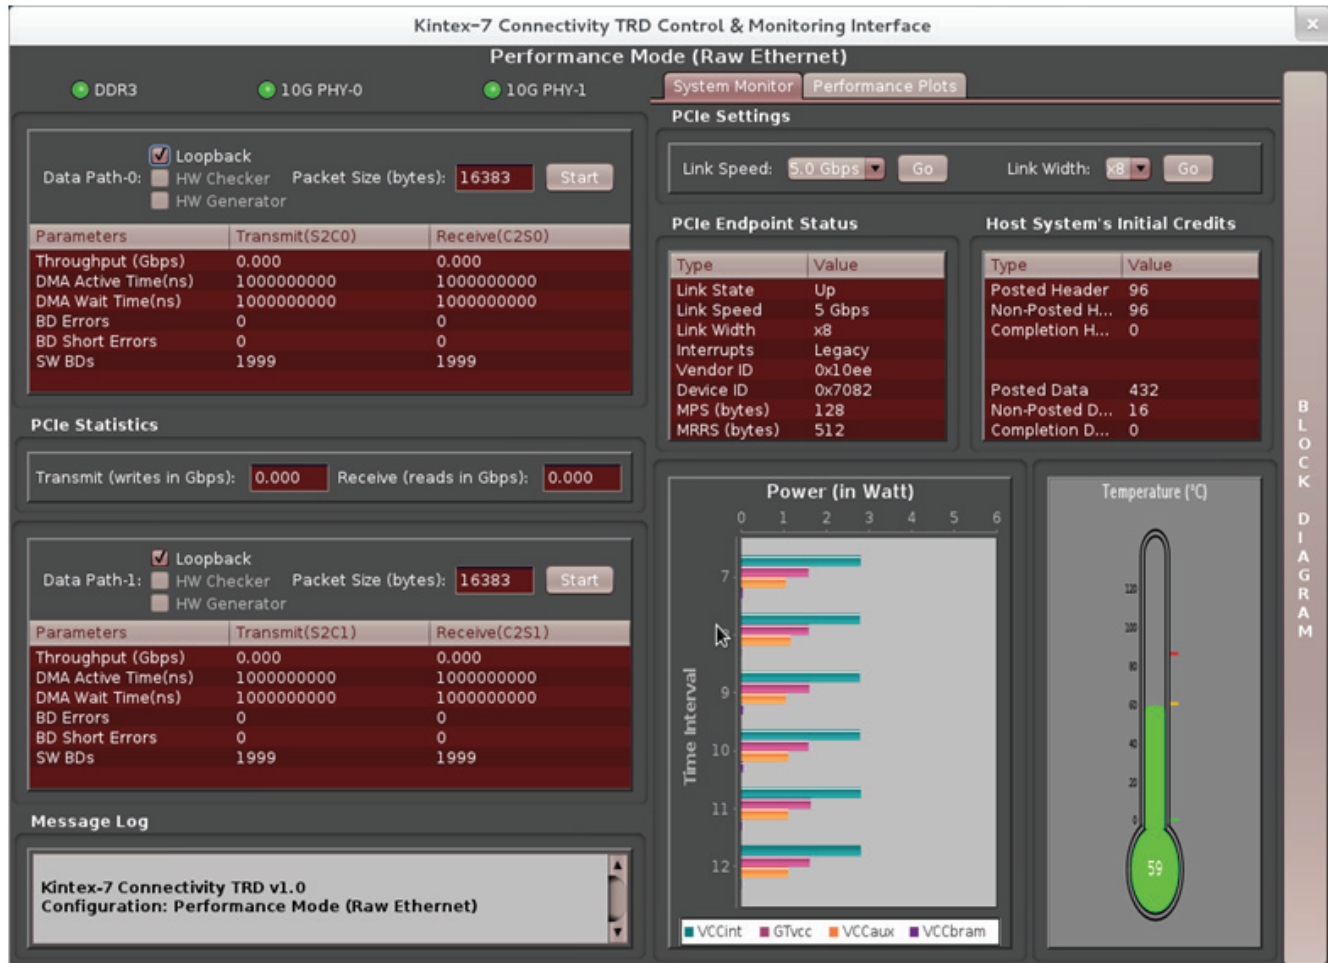 Kintex-7 Connectivity TRD Control & Monitoring Interface
Performance Mode (Raw Ethernet)
DDR3 10G PHY-0 10G PHY-1
Loopback
Data Path-0: HW Checker Packet Size (bytes): 16383 Start
HW Generator
Parameters Transmit(S2C0) Receive(C2S0)
Throughput (Gbps) 0.000 0.000
DMA Active Time(ns) 1000000000 1000000000
DMA Wait Time(ns) 1000000000 1000000000
BD Errors 0 0
BD Short Errors 0 0
SW BDs 1999 1999
PCIe Statistics
Transmit (writes in Gbps): 0.000 Receive (reads in Gbps): 0.000
Loopback
Data Path-1: HW Checker Packet Size (bytes): 16383 Start
HW Generator
Parameters Transmit(S2C1) Receive(C2S1)
Throughput (Gbps) 0.000 0.000
DMA Active Time(ns) 1000000000 1000000000
DMA Wait Time(ns) 1000000000 1000000000
BD Errors 0 0
BD Short Errors 0 0
SW BDs 1999 1999
Message Log
Kintex-7 Connectivity TRD v1.0
Configuration: Performance Mode (Raw Ethernet)
System Monitor Performance Plots
PCIe Settings
Link Speed: 5.0 Gbps Go Link Width: x8 Go
PCIe Endpoint Status
Type Value
Link State Up
Link Speed 5 Gbps
Link Width x8
Interrupts Legacy
Vendor ID 0x10ee
Device ID 0x7082
MPS (bytes) 128
MRRS (bytes) 512
Host System's Initial Credits
Type Value
Posted Header 96
Non-Posted H... 96
Completion H... 0
Posted Data 432
Non-Posted D... 16
Completion D... 0
Power (in Watt)
0 1 2 3 4 5 6
Time Interval
7
9
10
11
12
VCCint GTvcc VCCaux VCCbram
Temperature (°C)
120
100
80
60
40
20
0
59
BLOCK DIAGRAM